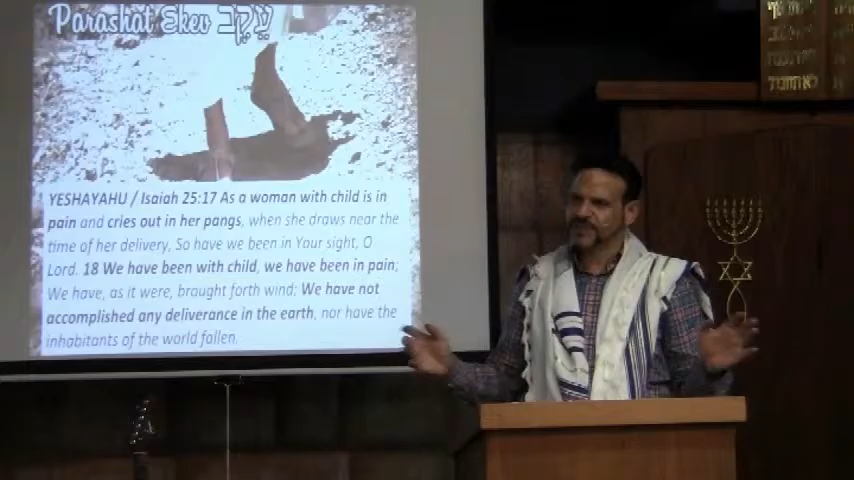 Parashat Ekev עֵקֶב
YESHAYAHU / Isaiah 25:17 As a woman with child is in
pain and cries out in her pangs, when she draws near the
time of her delivery, So have we been in Your sight, O
Lord. 18 We have been with child, we have been in pain;
We have, as it were, brought forth wind; We have not
accomplished any deliverance in the earth, nor have the
inhabitants of the world fallen.